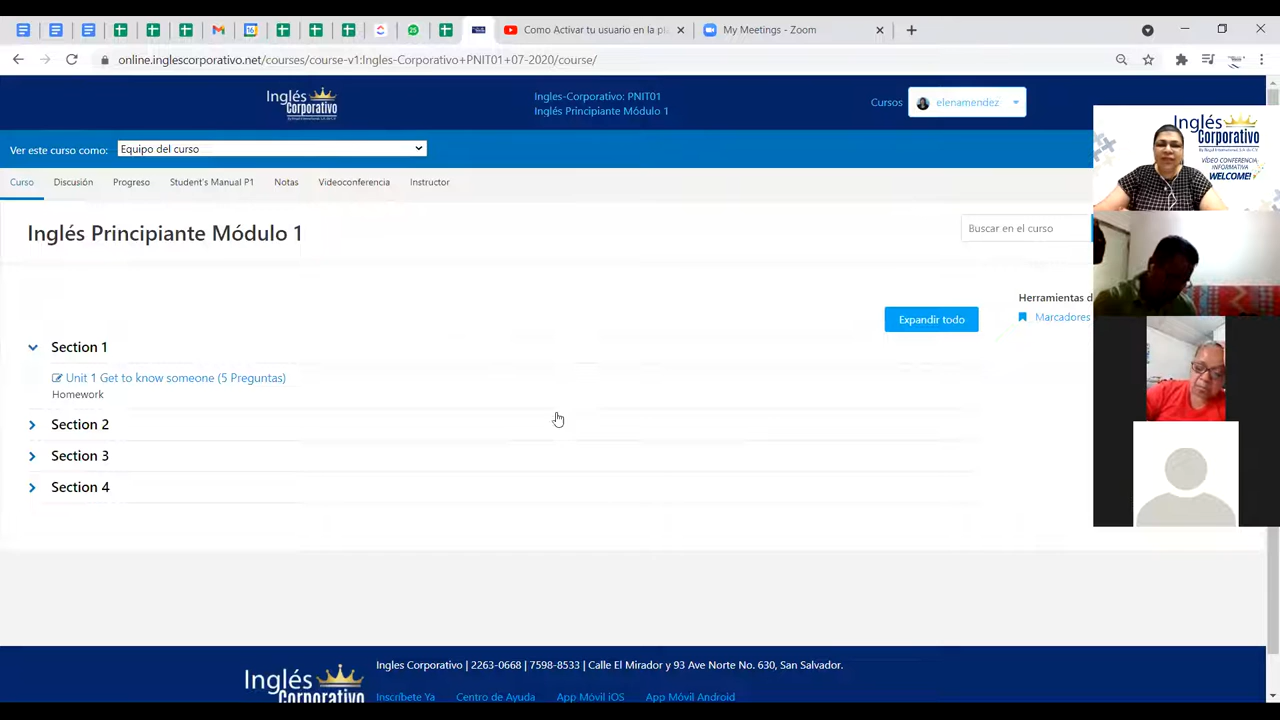 Como Activar tu usuario en la pl
My Meetings - Zoom
online.inglescorporativo.net/courses/course-v1:Ingles-Corporativo+PNIT01+07-2020/course/
Inglés
Corporativo
Ingles-Corporativo: PNIT01
Inglés Principiante Módulo 1
Cursos
elenamendez
Ver este curso como:
Equipo del curso
Curso
Discusión
Progreso
Student's Manual P1
Notas
Videoconferencia
Instructor
Inglés
Corporativo
VÍDEO CONFERENCIA
INFORMATIVA
WELCOME!
Inglés Principiante Módulo 1
Buscar en el curso
Herramientas d
Expandir todo
Marcadores
Section 1
Unit 1 Get to know someone (5 Preguntas)
Homework
Section 2
Section 3
Section 4
Inglés
Corporativo
Ingles Corporativo | 2263-0668 | 7598-8533 | Calle El Mirador y 93 Ave Norte No. 630, San Salvador.
Inscríbete Ya
Centro de Ayuda
App Móvil iOS
App Móvil Android